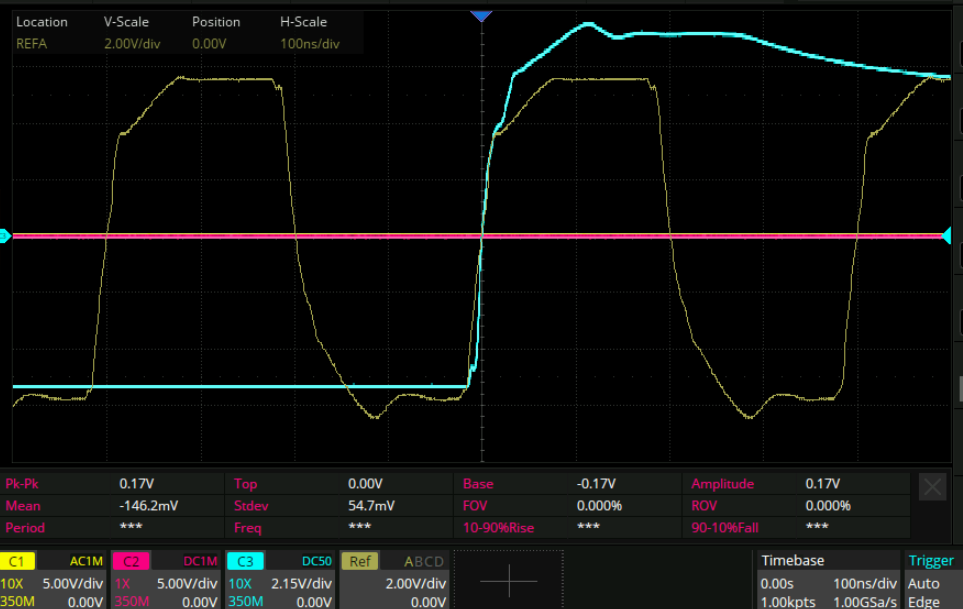 Location V-Scale Position H-Scale
REFA 2.00V/div 0.00V 100ns/div
Pk-Pk 0.17V Top 0.00V Base -0.17V Amplitude 0.17V
Mean -146.2mV Stdev 54.7mV FOV 0.000% ROV 0.000%
Period *** Freq *** 10-90%Rise *** 90-10%Fall ***
C1 AC1M C2 DC1M C3 DC50 Ref ABCD Timebase Trigger
10X 5.00V/div 1X 5.00V/div 10X 2.15V/div 2.00V/div 0.00s 100ns/div Auto
350M 0.00V 350M 0.00V 350M 0.00V 0.00V 1.00kpts 1.00GSa/s Edge